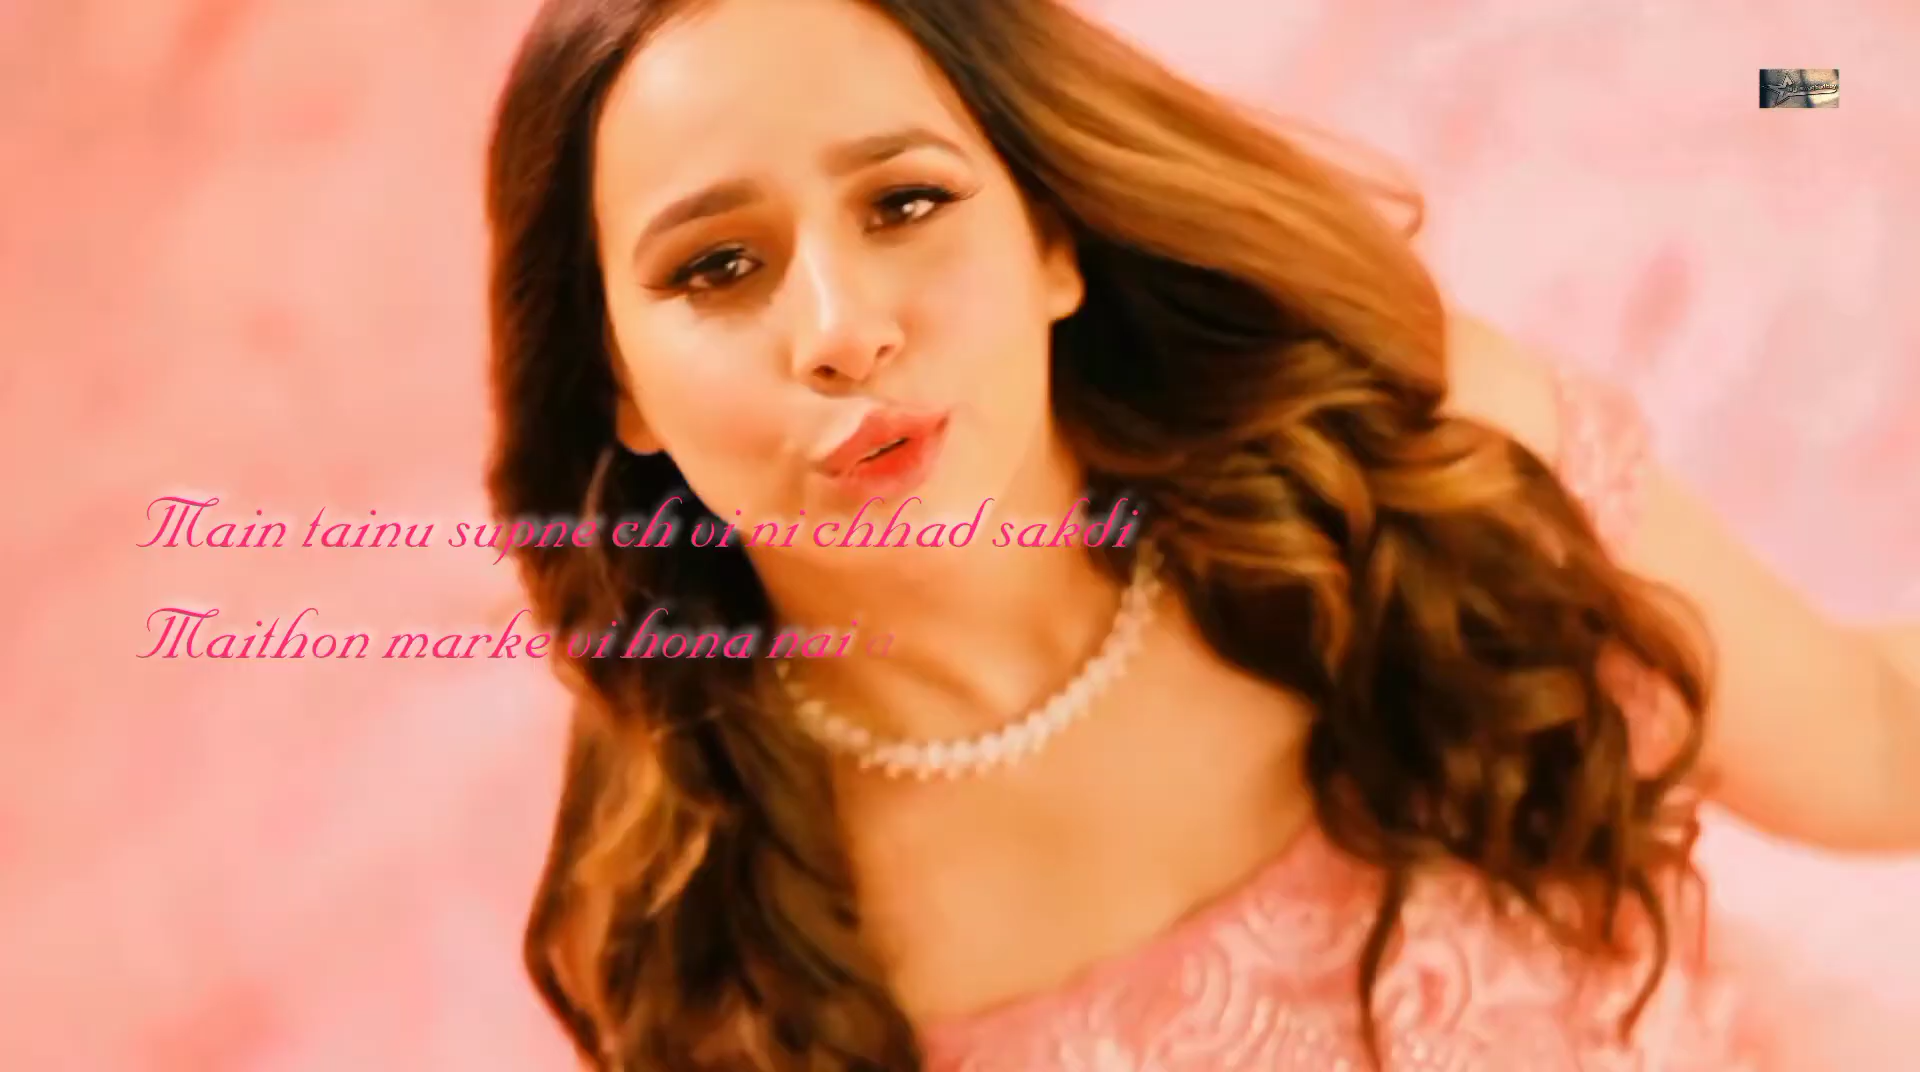 Main tainu supne ch vi ni chhad sakdi
Maithon marke vi hona nai a